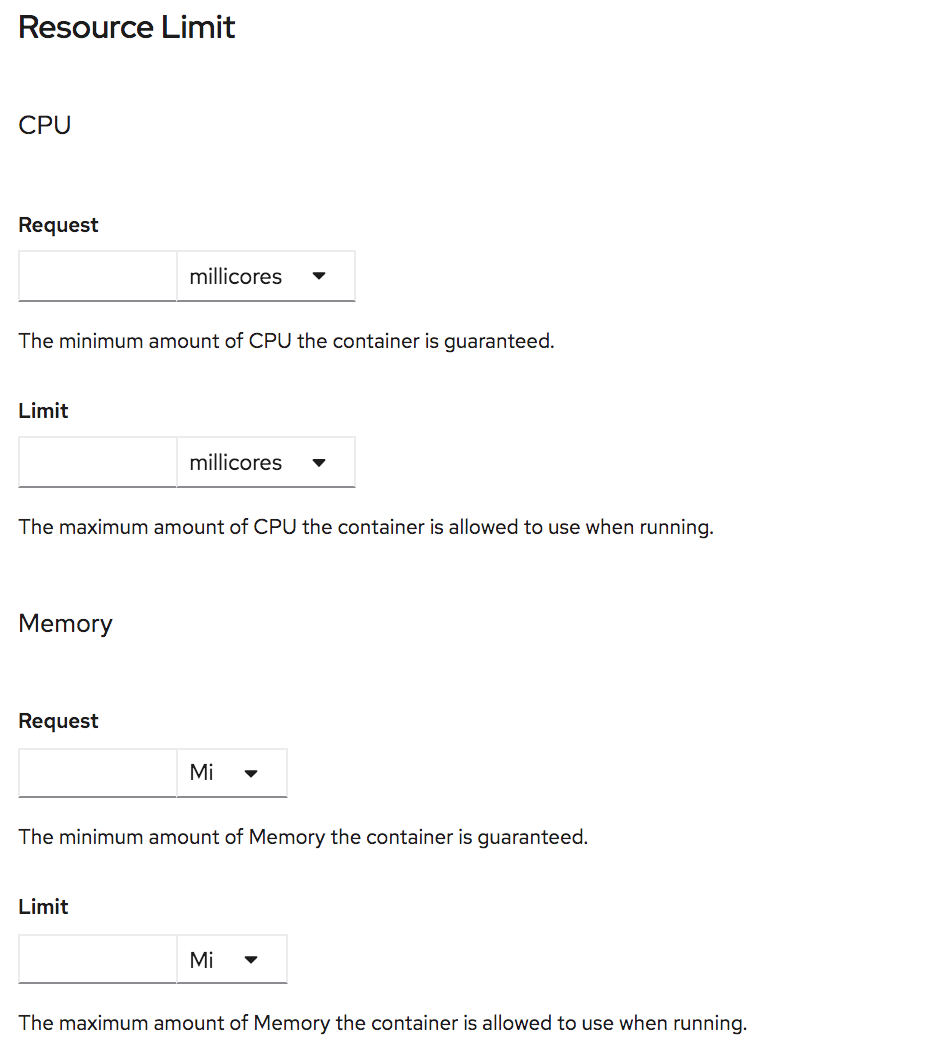 Resource Limit
CPU
Request
millicores
The minimum amount of CPU the container is guaranteed.
Limit
millicores
The maximum amount of CPU the container is allowed to use when running.
Memory
Request
Mi
The minimum amount of Memory the container is guaranteed.
Limit
Mi
The maximum amount of Memory the container is allowed to use when running.